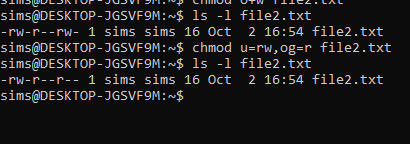 sims@DESKTOP-JGSVF9M:~$ chmod o+w file2.txt
sims@DESKTOP-JGSVF9M:~$ ls -l file2.txt
-rw-r--rw- 1 sims sims 16 Oct  2 16:54 file2.txt
sims@DESKTOP-JGSVF9M:~$ chmod u=rw,og=r file2.txt
sims@DESKTOP-JGSVF9M:~$ ls -l file2.txt
-rw-r--r-- 1 sims sims 16 Oct  2 16:54 file2.txt
sims@DESKTOP-JGSVF9M:~$